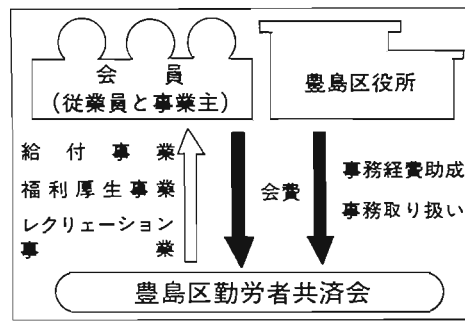 会員
(従業員と事業主)
豊島区役所
給付事業
福利厚生事業
レクリェーション
事業
会費
事務経費助成
事務取り扱い
豊島区勤労者共済会